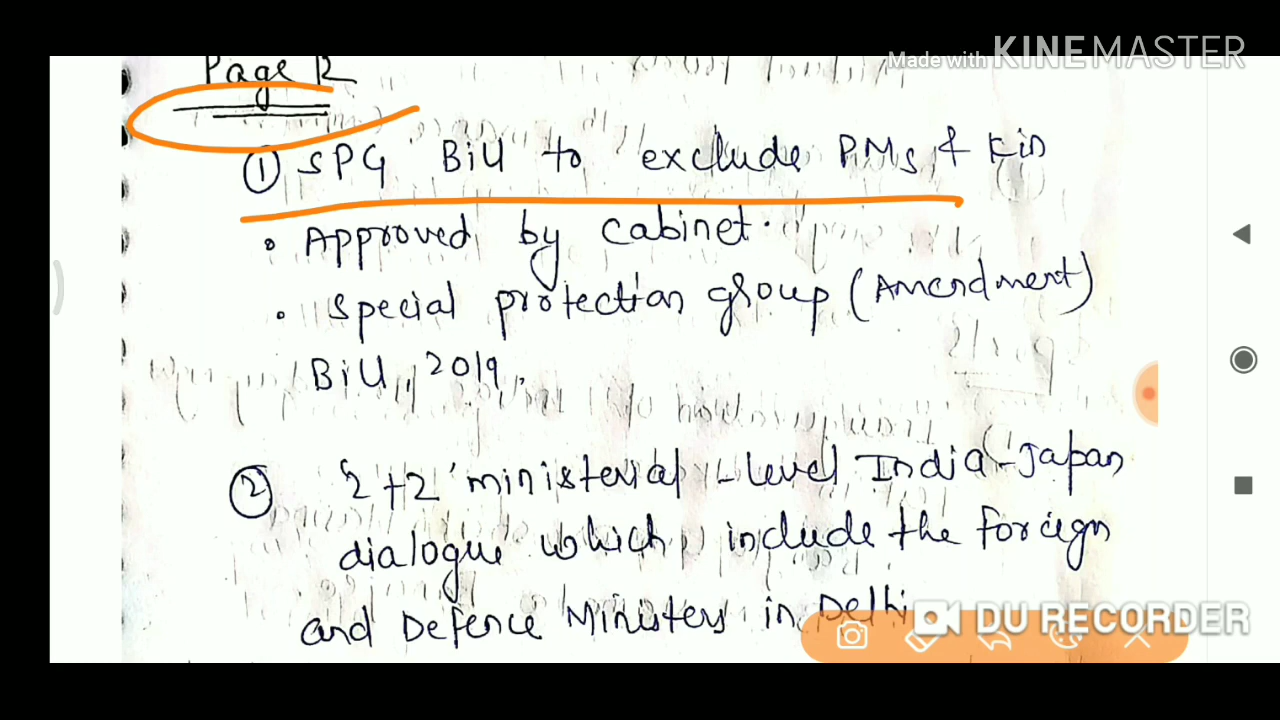 Made with KINEMASTER
Page 12
① SPG Bill to exclude PMs & Kin
• Approved by cabinet.
• Special protection group (Amendment)
Bill, 2019.
② '2+2' ministerial-level India-Japan
dialogue which include the foreign
and Defence Ministers in Delhi
DU RECORDER